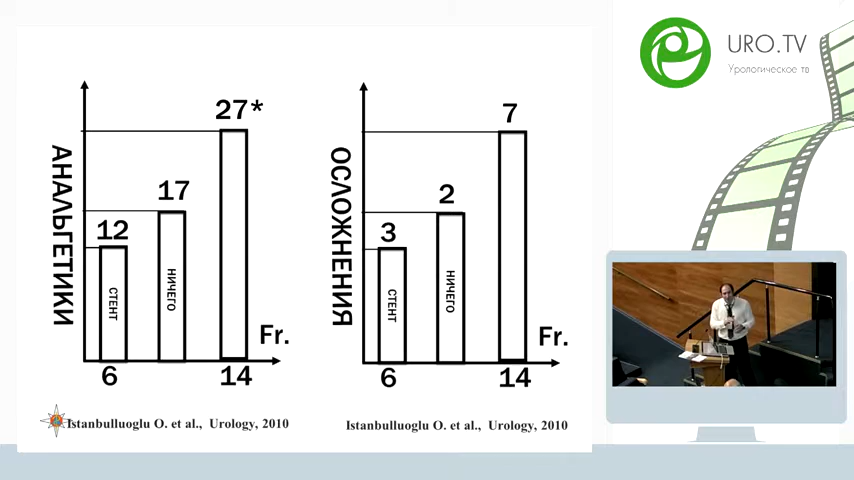 URO.TV
Урологическое тв
АНАЛЬГЕТИКИ
12
17
27*
СТЕНТ
НИЧЕГО
Fr.
6
14
Istanbulluoglu O. et al., Urology, 2010
ОСЛОЖНЕНИЯ
3
2
7
СТЕНТ
НИЧЕГО
Fr.
6
14
Istanbulluoglu O. et al., Urology, 2010